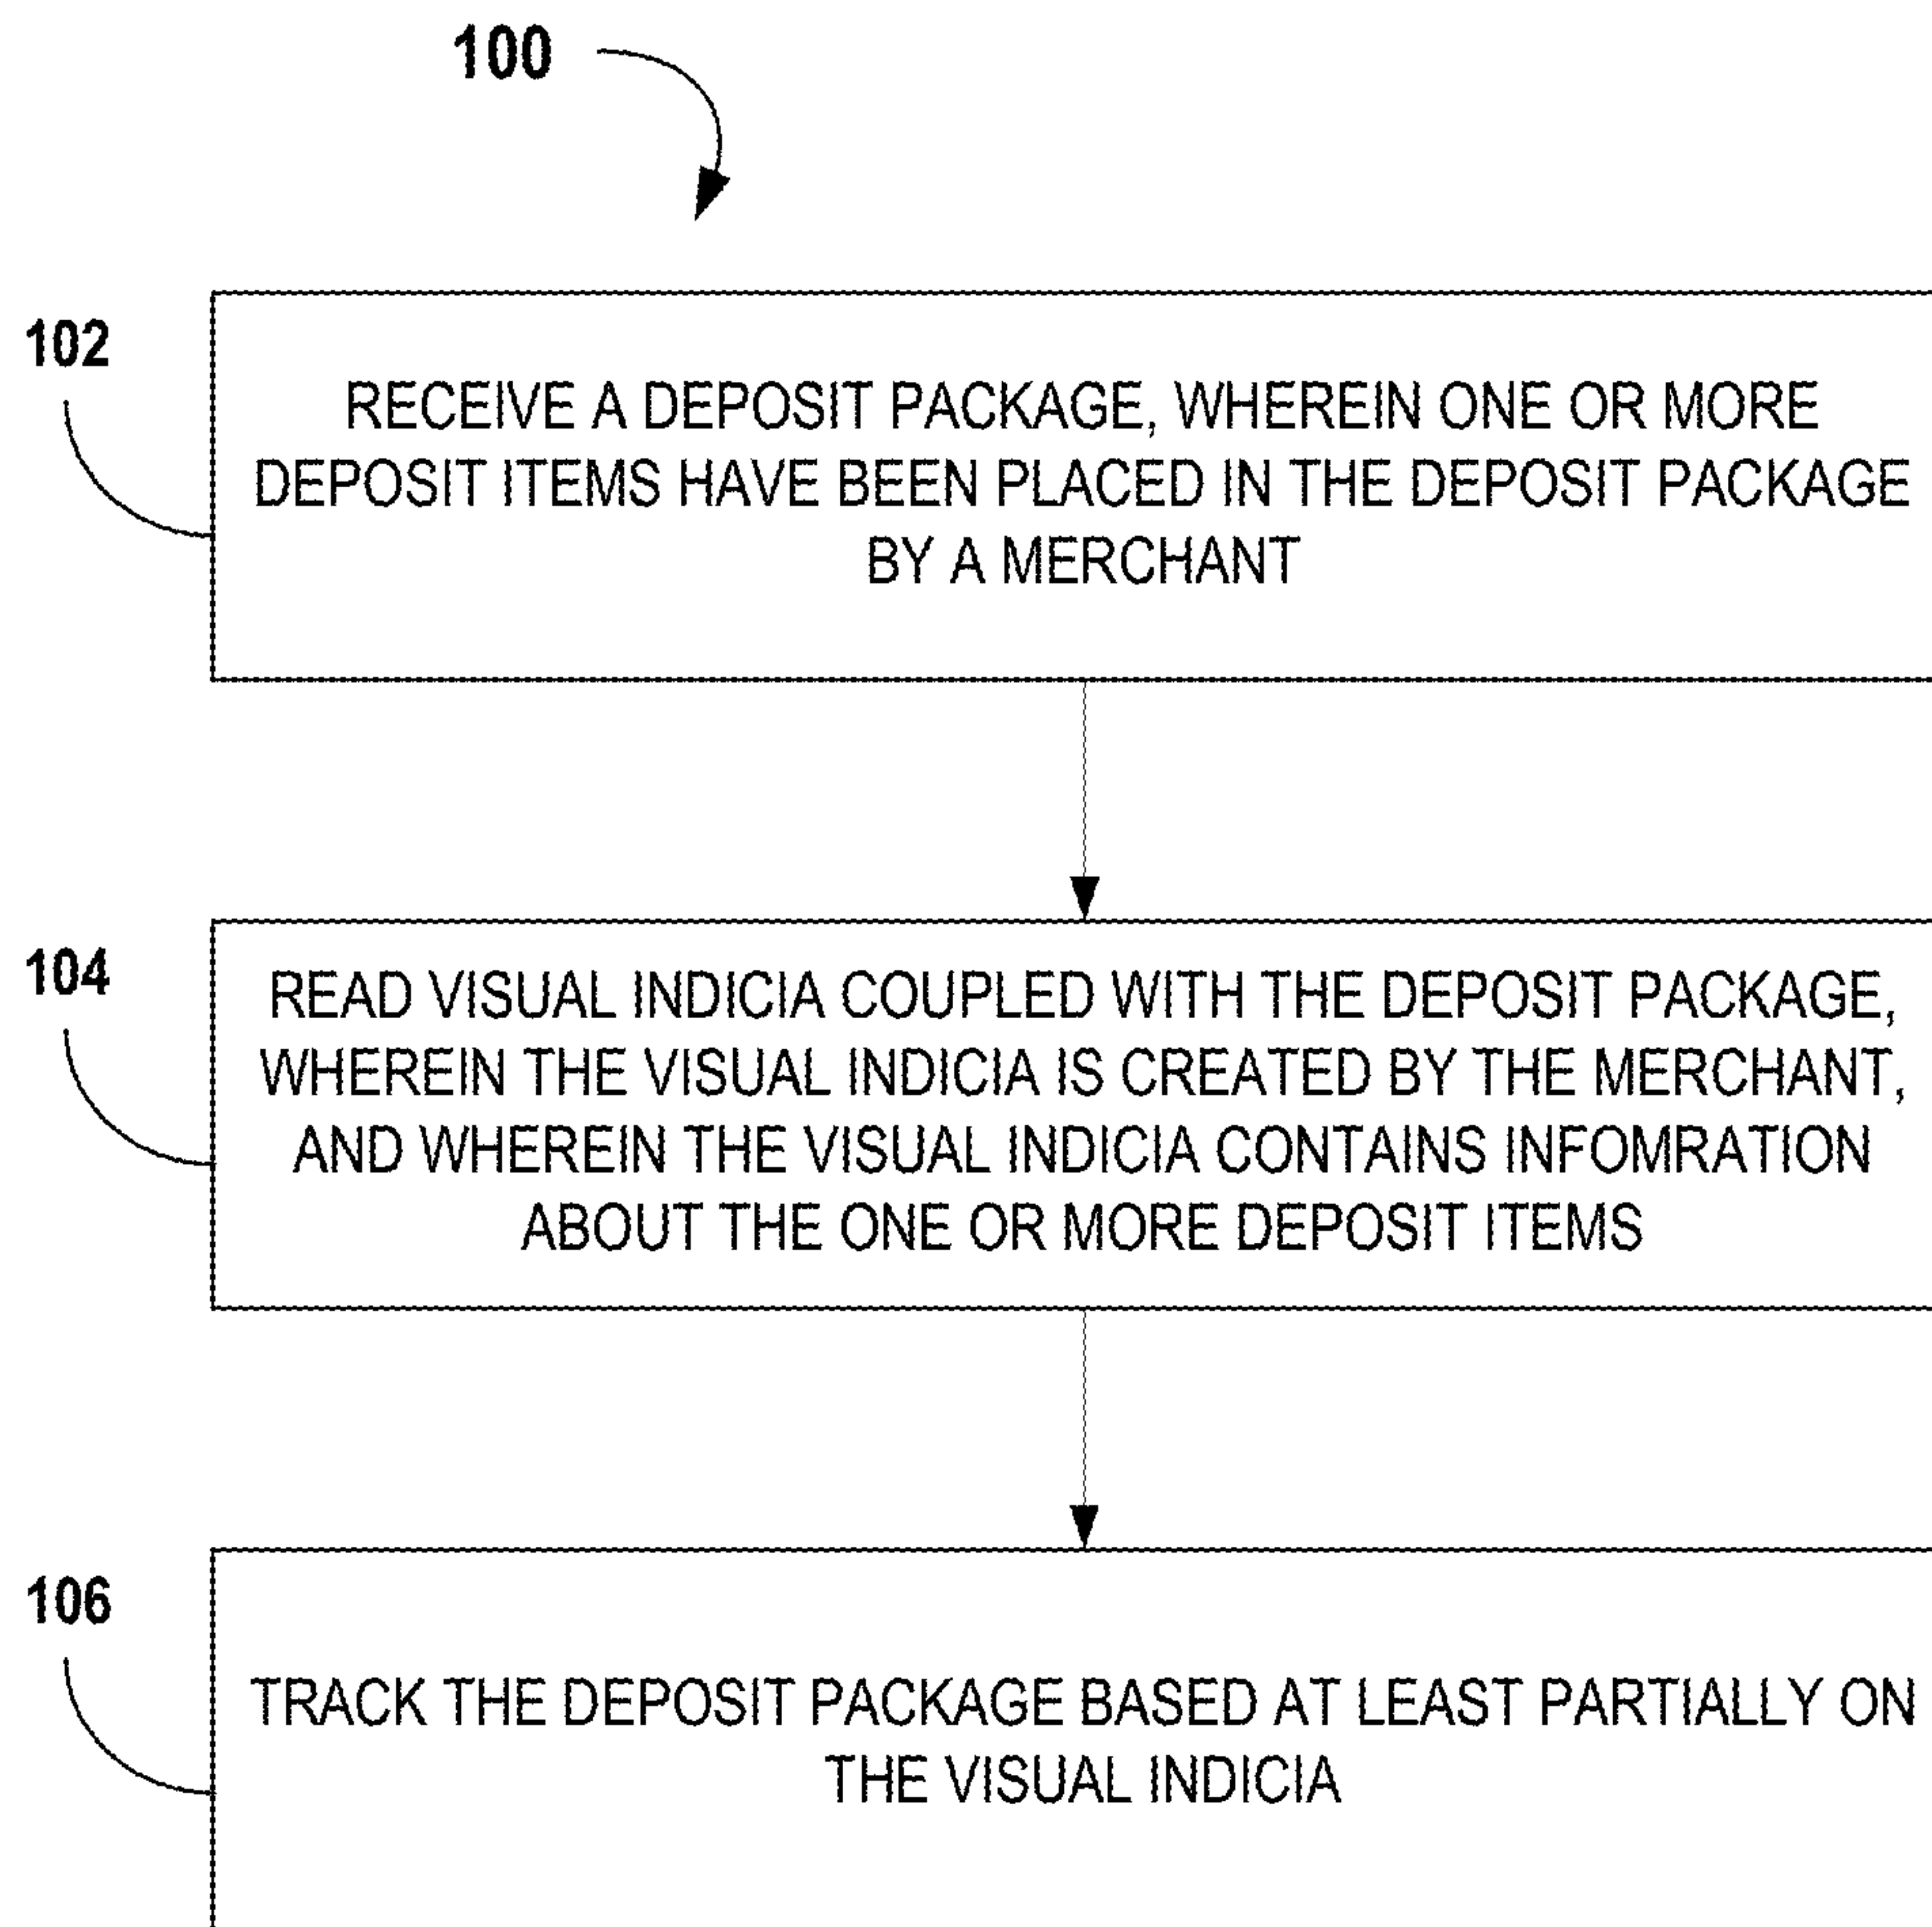 100
102
RECEIVE A DEPOSIT PACKAGE, WHEREIN ONE OR MORE
DEPOSIT ITEMS HAVE BEEN PLACED IN THE DEPOSIT PACKAGE
BY A MERCHANT
104
READ VISUAL INDICIA COUPLED WITH THE DEPOSIT PACKAGE,
WHEREIN THE VISUAL INDICIA IS CREATED BY THE MERCHANT,
AND WHEREIN THE VISUAL INDICIA CONTAINS INFOMRATION
ABOUT THE ONE OR MORE DEPOSIT ITEMS
106
TRACK THE DEPOSIT PACKAGE BASED AT LEAST PARTIALLY ON
THE VISUAL INDICIA